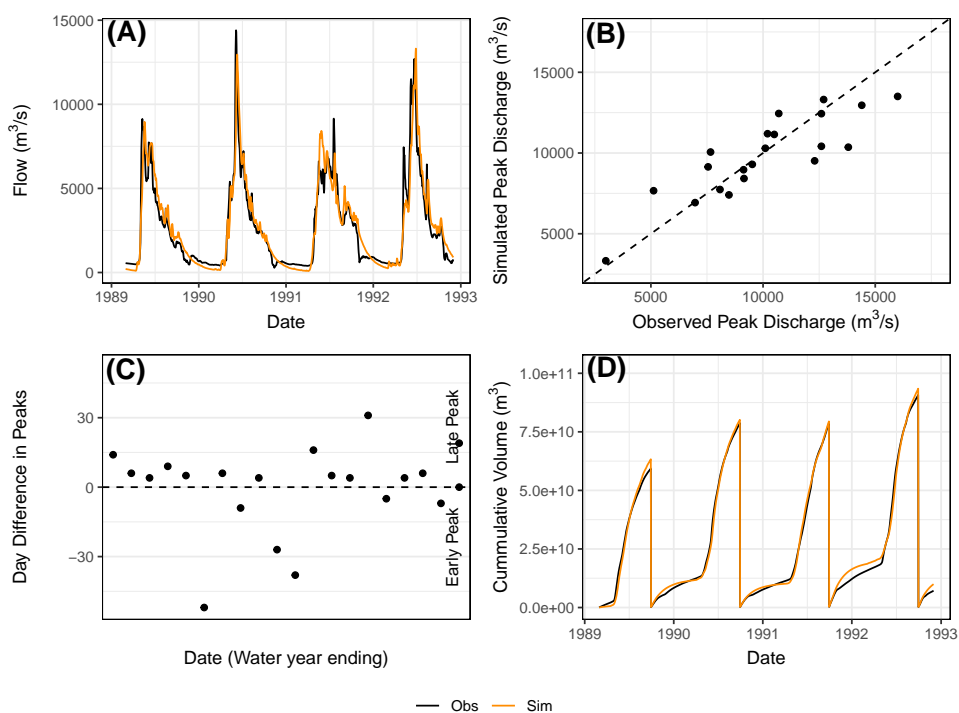 (A)
Flow (m³/s)
15000
10000
5000
0
1989
1990
1991
1992
1993
Date
(B)
Simulated Peak Discharge (m³/s)
15000
10000
5000
5000
10000
15000
Observed Peak Discharge (m³/s)
(C)
Day Difference in Peaks
30
0
−30
Late Peak
Early Peak
Date (Water year ending)
(D)
Cummulative Volume (m³)
1.0e+11
7.5e+10
5.0e+10
2.5e+10
0.0e+00
1989
1990
1991
1992
1993
Date
Obs
Sim